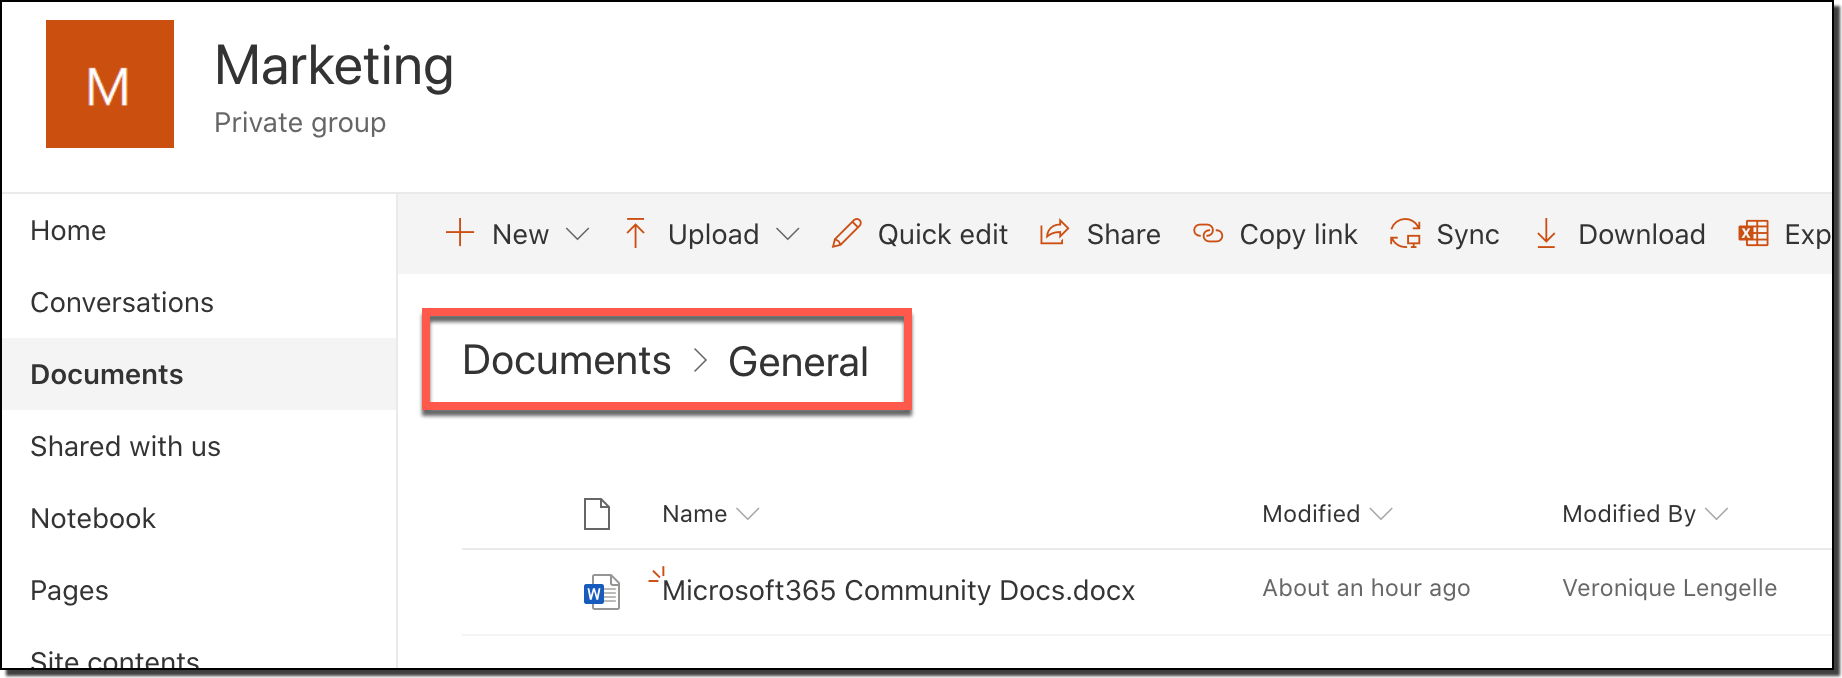 M
Marketing
Private group
Home
Conversations
Documents
Shared with us
Notebook
Pages
Site contents
New
Upload
Quick edit
Share
Copy link
Sync
Download
Exp
Documents > General
Name
Modified
Modified By
W
Microsoft365 Community Docs.docx
About an hour ago
Veronique Lengelle